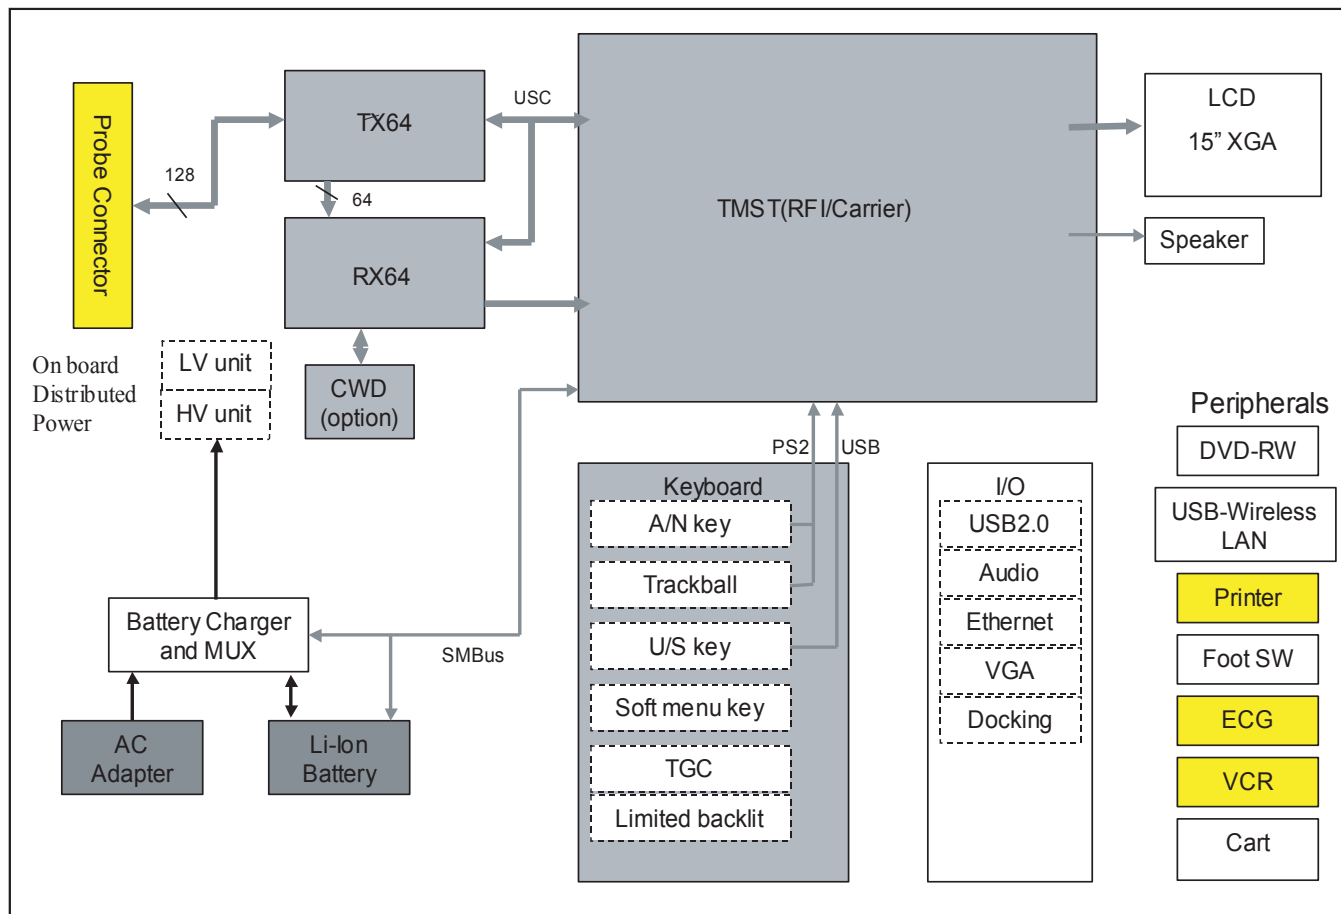 Probe Connector
128
TX64
64
RX64
USC
TMST(RFI/Carrier)
LCD
15” XGA
Speaker
On board
Distributed
Power
LV unit
HV unit
CWD
(option)
Battery Charger
and MUX
SMBus
AC
Adapter
Li-Ion
Battery
PS2
USB
Keyboard
A/N key
Trackball
U/S key
Soft menu key
TGC
Limited backlit
I/O
USB2.0
Audio
Ethernet
VGA
Docking
Peripherals
DVD-RW
USB-Wireless
LAN
Printer
Foot SW
ECG
VCR
Cart